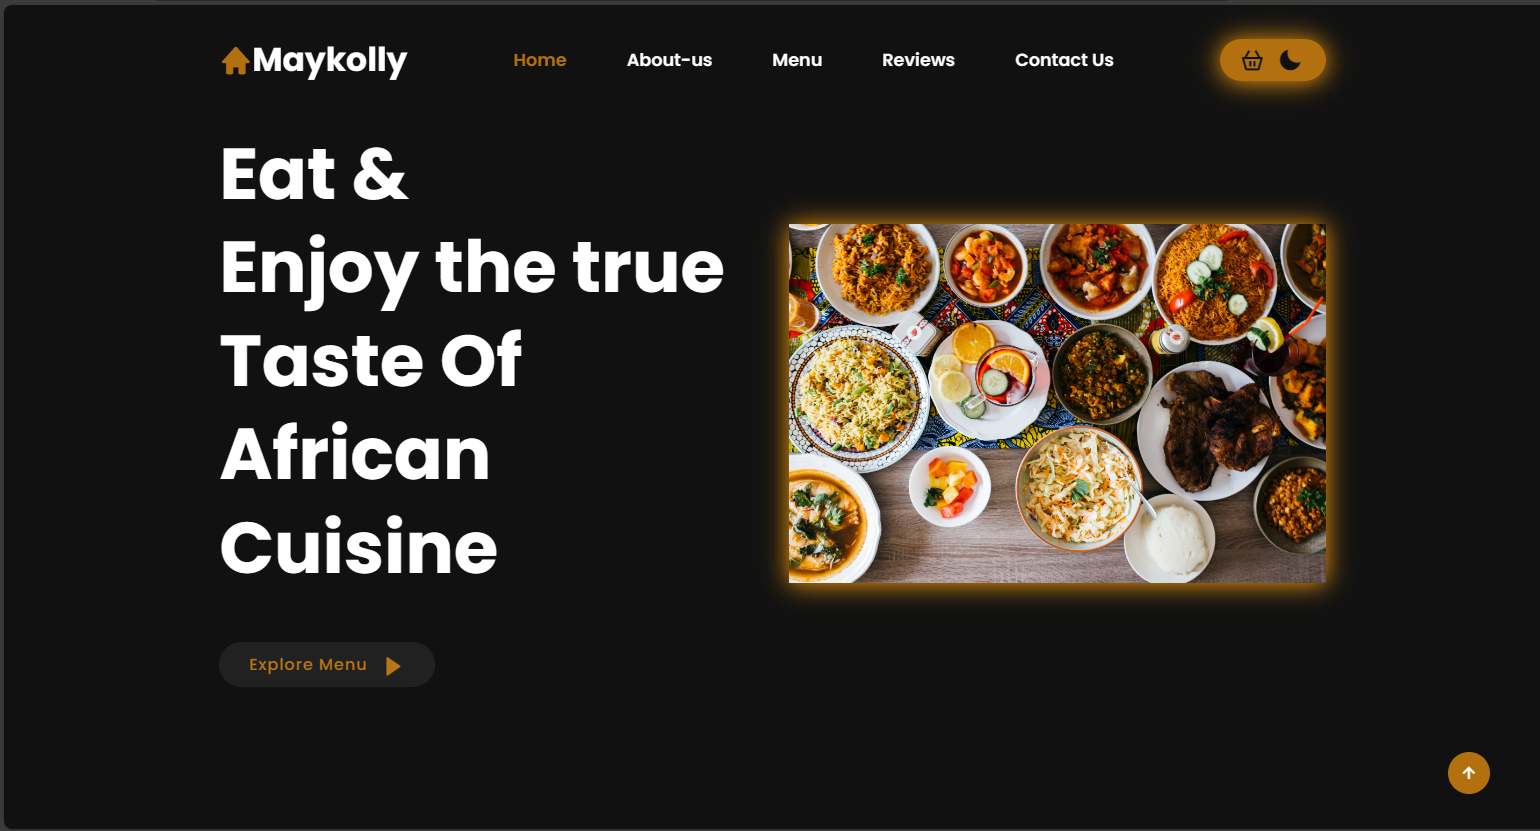 Maykolly
Home
About-us
Menu
Reviews
Contact Us
Eat &
Enjoy the true
Taste Of
African
Cuisine
Explore Menu